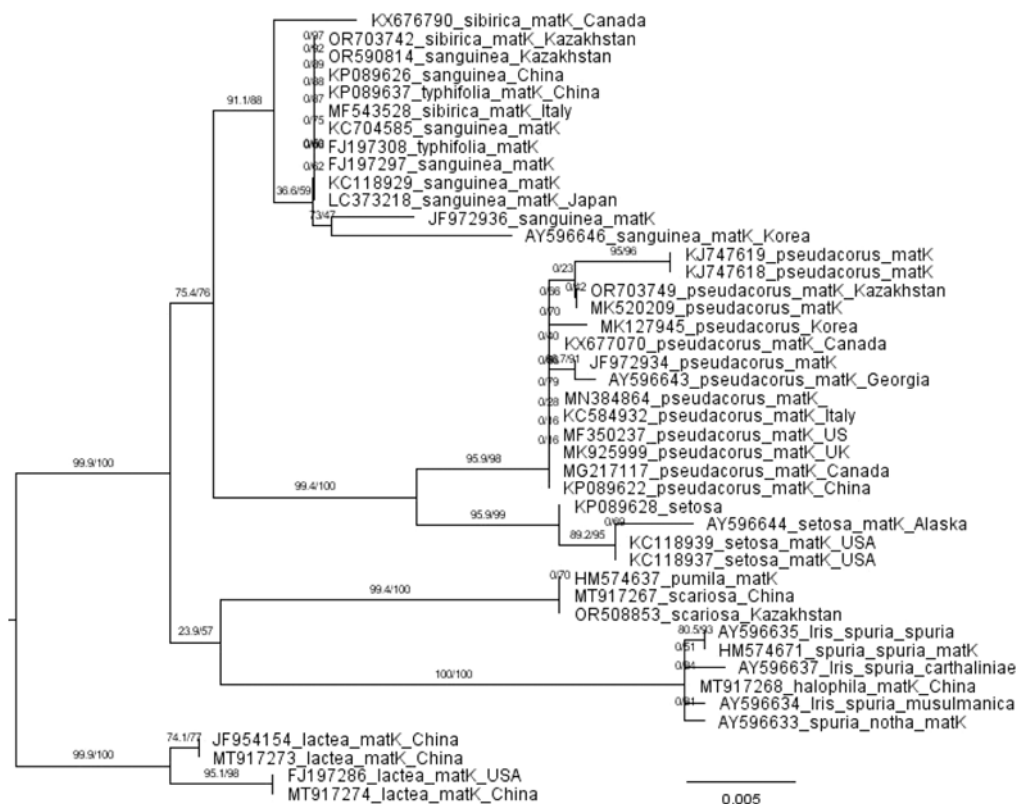 KX676790_sibirica_matK_Canada
0/97
OR703742_sibirica_matK_Kazakhstan
0/92
OR590814_sanguinea_Kazakhstan
0/89
KP089626_sanguinea_China
0/88
KP089637_typhifolia_matK_China
0/87
91.1/88
MF543528_sibirica_matK_Italy
0/75
KC704585_sanguinea_matK
FJ197308_typhifolia_matK
0/62
FJ197297_sanguinea_matK
KC118929_sanguinea_matK
36.6/59
LC373218_sanguinea_matK_Japan
73/47
JF972936_sanguinea_matK
AY596646_sanguinea_matK_Korea
95/96
KJ747619_pseudacorus_matK
0/23
KJ747618_pseudacorus_matK
75.4/76
0/42
OR703749_pseudacorus_matK_Kazakhstan
0/56
MK520209_pseudacorus_matK
0/70
MK127945_pseudacorus_Korea
0/40
KX677070_pseudacorus_matK_Canada
JF972934_pseudacorus_matK
0/79
AY596643_pseudacorus_matK_Georgia
0/28
MN384864_pseudacorus_matK_
0/16
KC584932_pseudacorus_matK_Italy
0/16
MF350237_pseudacorus_matK_US
MK925999_pseudacorus_matK_UK
99.9/100
95.9/98
MG217117_pseudacorus_matK_Canada
99.4/100
KP089622_pseudacorus_matK_China
KP089628_setosa
95.9/99
0/69
AY596644_setosa_matK_Alaska
89.2/95
KC118939_setosa_matK_USA
KC118937_setosa_matK_USA
0/70
HM574637_pumila_matK
99.4/100
MT917267_scariosa_China
OR508853_scariosa_Kazakhstan
23.9/57
80.5/93
AY596635_Iris_spuria_spuria
0/51
HM574671_spuria_spuria_matK
AY596637_Iris_spuria_carthaliniae
100/100
MT917268_halophila_matK_China
AY596634_Iris_spuria_musulmanica
AY596633_spuria_notha_matK
74.1/77
JF954154_lactea_matK_China
99.9/100
MT917273_lactea_matK_China
95.1/98
FJ197286_lactea_matK_USA
MT917274_lactea_matK_China
0.005